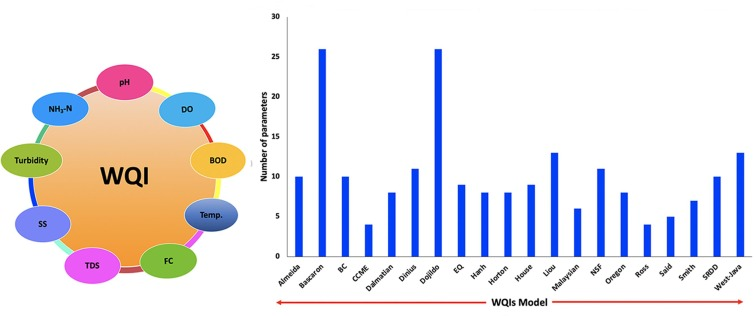 pH
NH₃-N
DO
Turbidity
BOD
WQI
SS
Temp.
TDS
FC
30
25
20
15
10
5
0
Number of parameters
Almeida
Bascaron
BC
CCME
Dalmatian
Dinius
Dojildo
EQ
Hanh
Horton
House
Liou
Malaysian
NSF
Oregon
Ross
Said
Smith
SRDD
West-Java
WQIs Model